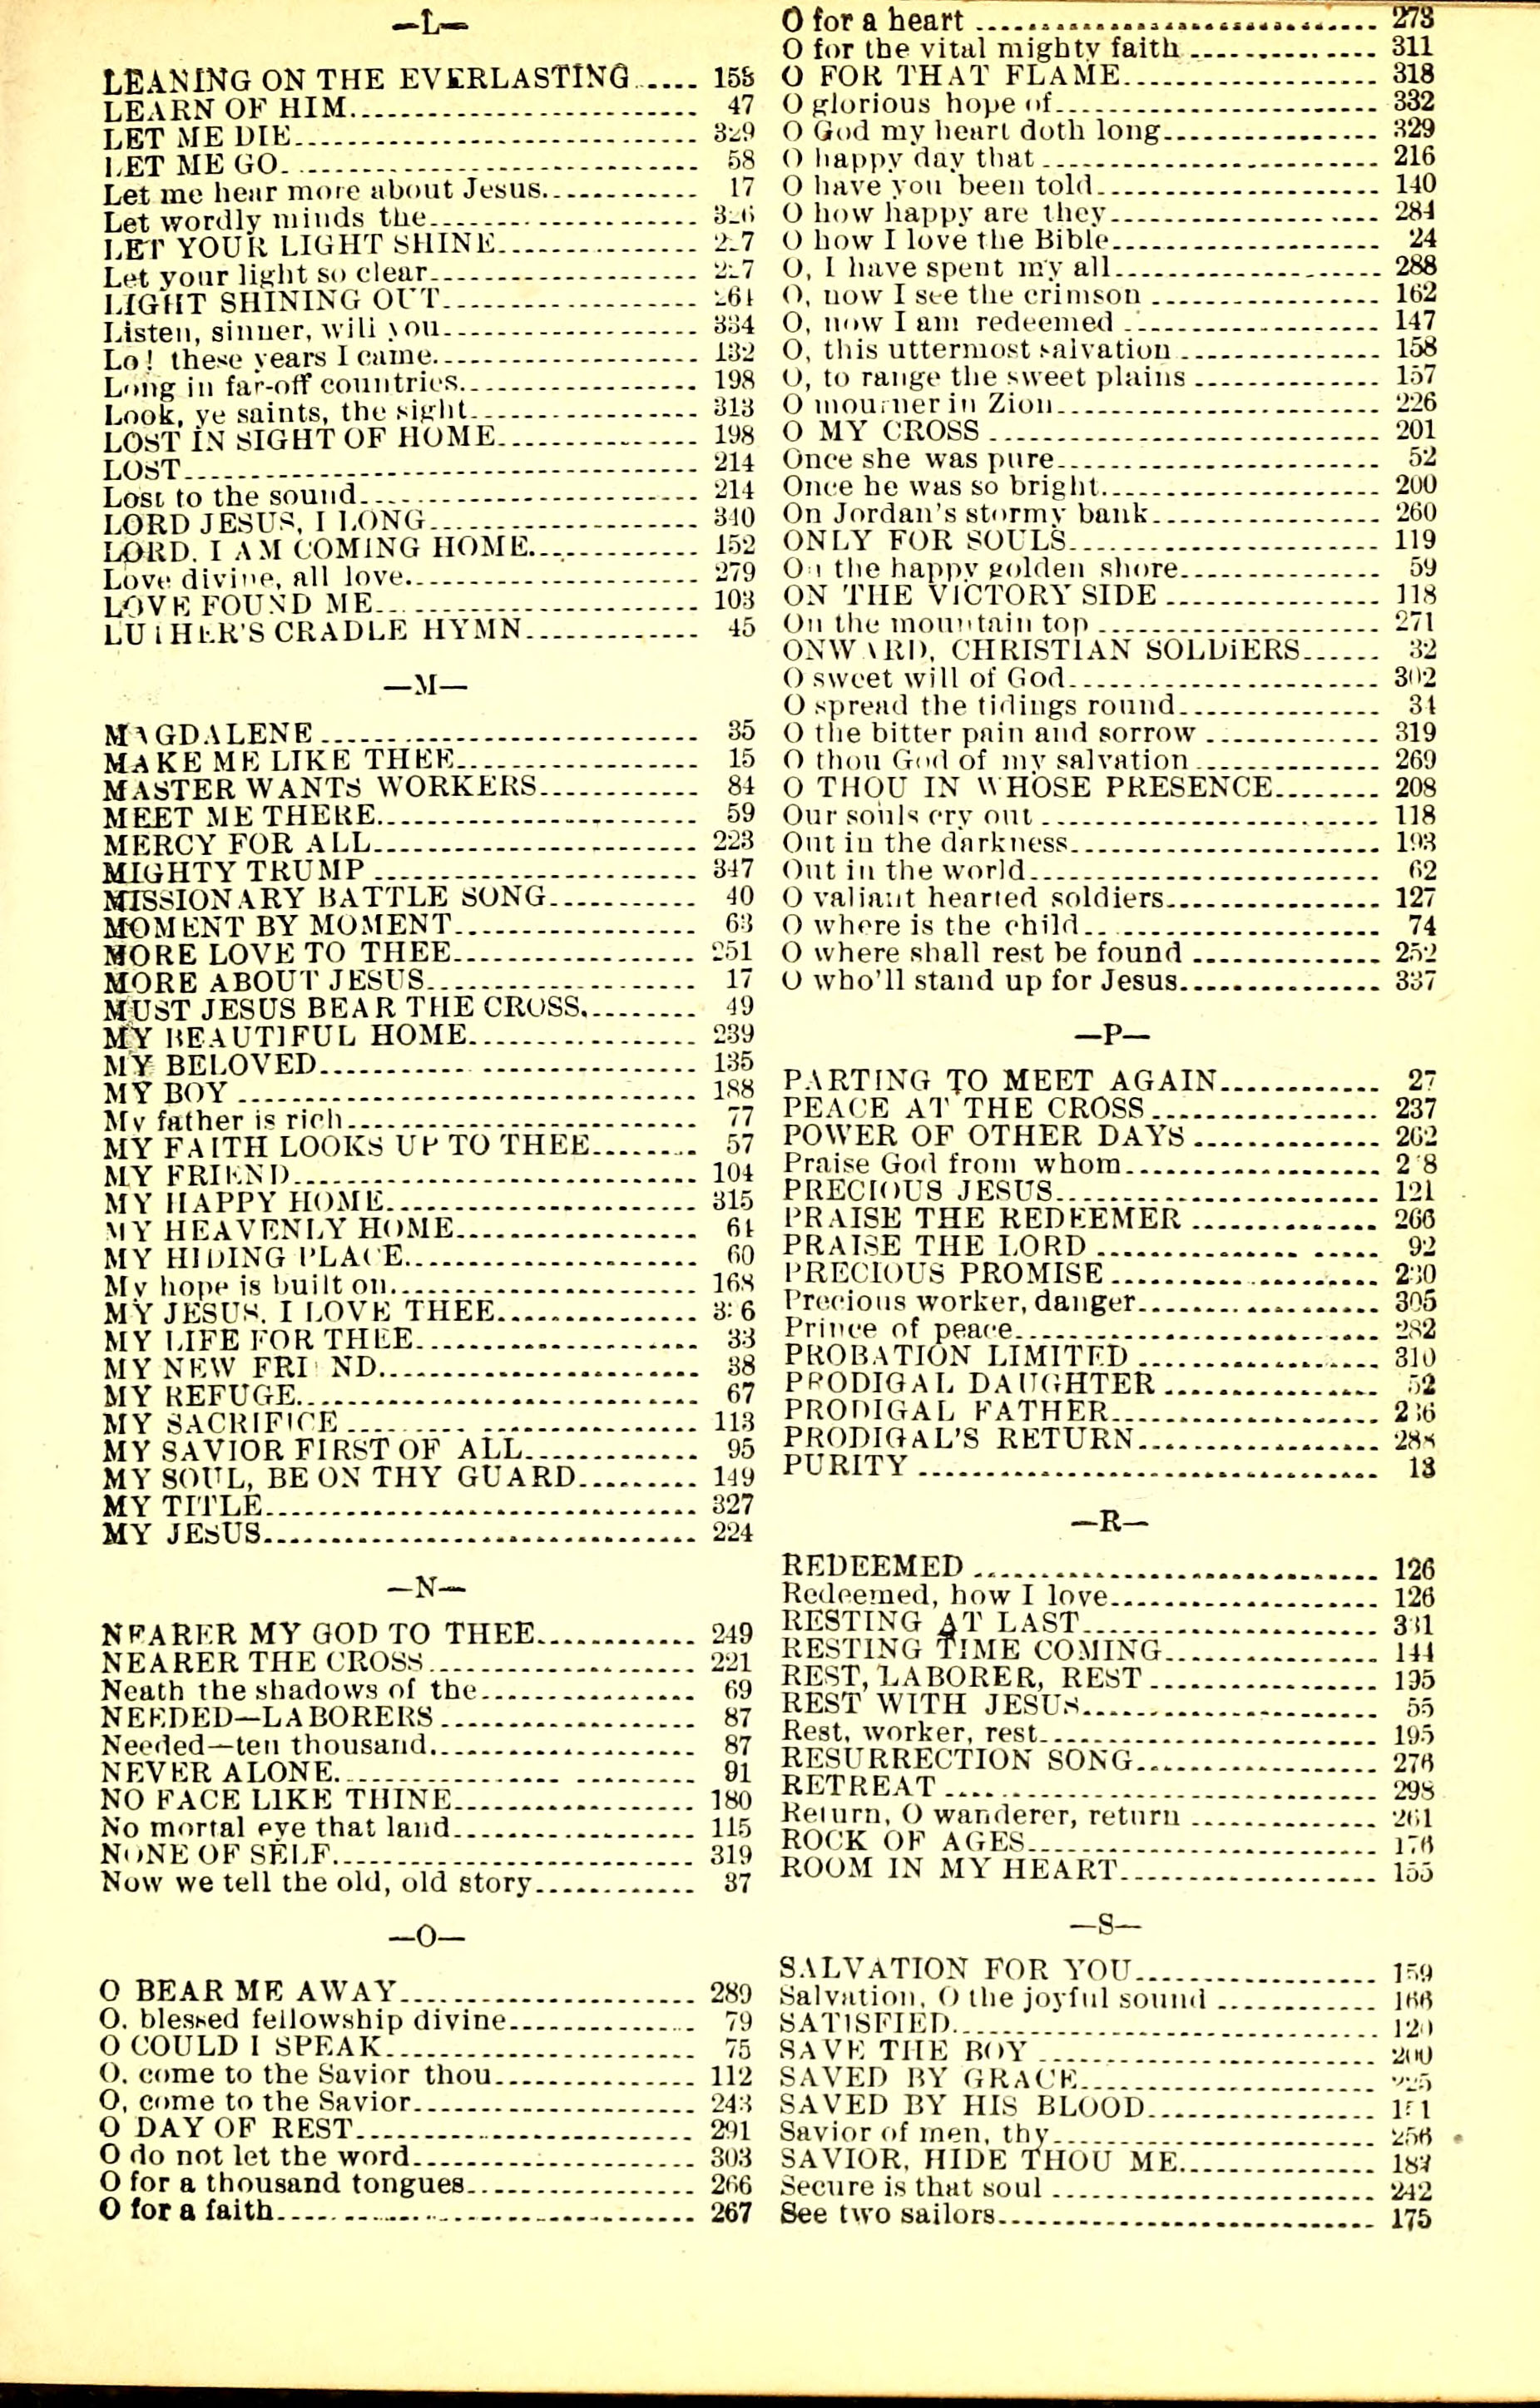 —L—
LEANING ON THE EVERLASTING 158
LEARN OF HIM 47
LET ME DIE 329
LET ME GO 58
Let me hear more about Jesus 17
Let wordly minds the
LET YOUR LIGHT SHINE
Let your light so clear
LIGHT SHINING OUT 264
Listen, sinner, will you 334
Lo! these years I came 132
Long in far-off countries 198
Look, ye saints, the sight 313
LOST IN SIGHT OF HOME 198
LOST 214
Lost to the sound 214
LORD JESUS, I LONG 340
LORD, I AM COMING HOME 152
Love divine, all love 279
LOVE FOUND ME 103
LUTHER'S CRADLE HYMN 45
—M—
MAGDALENE 35
MAKE ME LIKE THEE 15
MASTER WANTS WORKERS 84
MEET ME THERE 59
MERCY FOR ALL 223
MIGHTY TRUMP 347
MISSIONARY BATTLE SONG 40
MOMENT BY MOMENT 63
MORE LOVE TO THEE 251
MORE ABOUT JESUS 17
MUST JESUS BEAR THE CROSS 49
MY BEAUTIFUL HOME 239
MY BELOVED 135
MY BOY 188
My father is rich 77
MY FAITH LOOKS UP TO THEE 57
MY FRIEND 104
MY HAPPY HOME 315
MY HEAVENLY HOME 64
MY HIDING PLACE 60
My hope is built on 168
MY JESUS, I LOVE THEE
MY LIFE FOR THEE 33
MY NEW FRIEND 38
MY REFUGE 67
MY SACRIFICE 113
MY SAVIOR FIRST OF ALL 95
MY SOUL, BE ON THY GUARD 149
MY TITLE 327
MY JESUS 224
—N—
NEARER MY GOD TO THEE 249
NEARER THE CROSS 221
Neath the shadows of the 69
NEEDED—LABORERS 87
Needed—ten thousand 87
NEVER ALONE 91
NO FACE LIKE THINE 180
No mortal eye that land 115
NONE OF SELF 319
Now we tell the old, old story 37
—O—
O BEAR ME AWAY 289
O, blessed fellowship divine 79
O COULD I SPEAK 75
O, come to the Savior thou 112
O, come to the Savior 243
O DAY OF REST 291
O do not let the word 303
O for a thousand tongues 266
O for a faith 267
O for a heart 273
O for the vital mighty faith 311
O FOR THAT FLAME 318
O glorious hope of 332
O God my heart doth long 329
O happy day that 216
O have you been told 140
O how happy are they 284
O how I love the Bible 24
O, I have spent my all 288
O, now I see the crimson 162
O, now I am redeemed 147
O, this uttermost salvation 158
O, to range the sweet plains 157
O mourner in Zion 226
O MY CROSS 201
Once she was pure 52
Once he was so bright 200
On Jordan's stormy bank 260
ONLY FOR SOULS 119
On the happy golden shore 59
ON THE VICTORY SIDE 118
On the mountain top 271
ONWARD, CHRISTIAN SOLDIERS 32
O sweet will of God 302
O spread the tidings round 34
O the bitter pain and sorrow 319
O thou God of my salvation 269
O THOU IN WHOSE PRESENCE 208
Our souls cry out 118
Out in the darkness 193
Out in the world 62
O valiant hearted soldiers 127
O where is the child 74
O where shall rest be found 252
O who'll stand up for Jesus 337
—P—
PARTING TO MEET AGAIN 27
PEACE AT THE CROSS 237
POWER OF OTHER DAYS 262
Praise God from whom
PRECIOUS JESUS 121
PRAISE THE REDEEMER 266
PRAISE THE LORD 92
PRECIOUS PROMISE 230
Precious worker, danger 305
Prince of peace 282
PROBATION LIMITED 310
PRODIGAL DAUGHTER 52
PRODIGAL FATHER 236
PRODIGAL'S RETURN 288
PURITY 13
—R—
REDEEMED 126
Redeemed, how I love 126
RESTING AT LAST 331
RESTING TIME COMING 144
REST, LABORER, REST 195
REST WITH JESUS 55
Rest, worker, rest 195
RESURRECTION SONG 276
RETREAT 298
Return, O wanderer, return 261
ROCK OF AGES 176
ROOM IN MY HEART 155
—S—
SALVATION FOR YOU 159
Salvation, O the joyful sound 166
SATISFIED 120
SAVE THE BOY 200
SAVED BY GRACE 225
SAVED BY HIS BLOOD
Savior of men, thy 256
SAVIOR, HIDE THOU ME
Secure is that soul 242
See two sailors 175